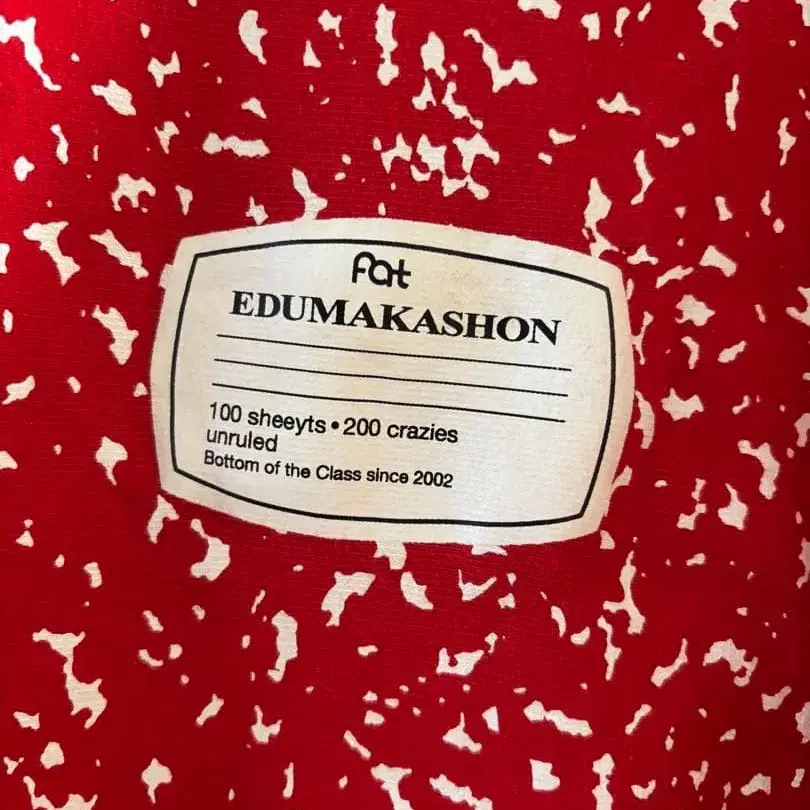 Fat
EDUMAKASHON
100 sheeyts • 200 crazies
unruled
Bottom of the Class since 2002